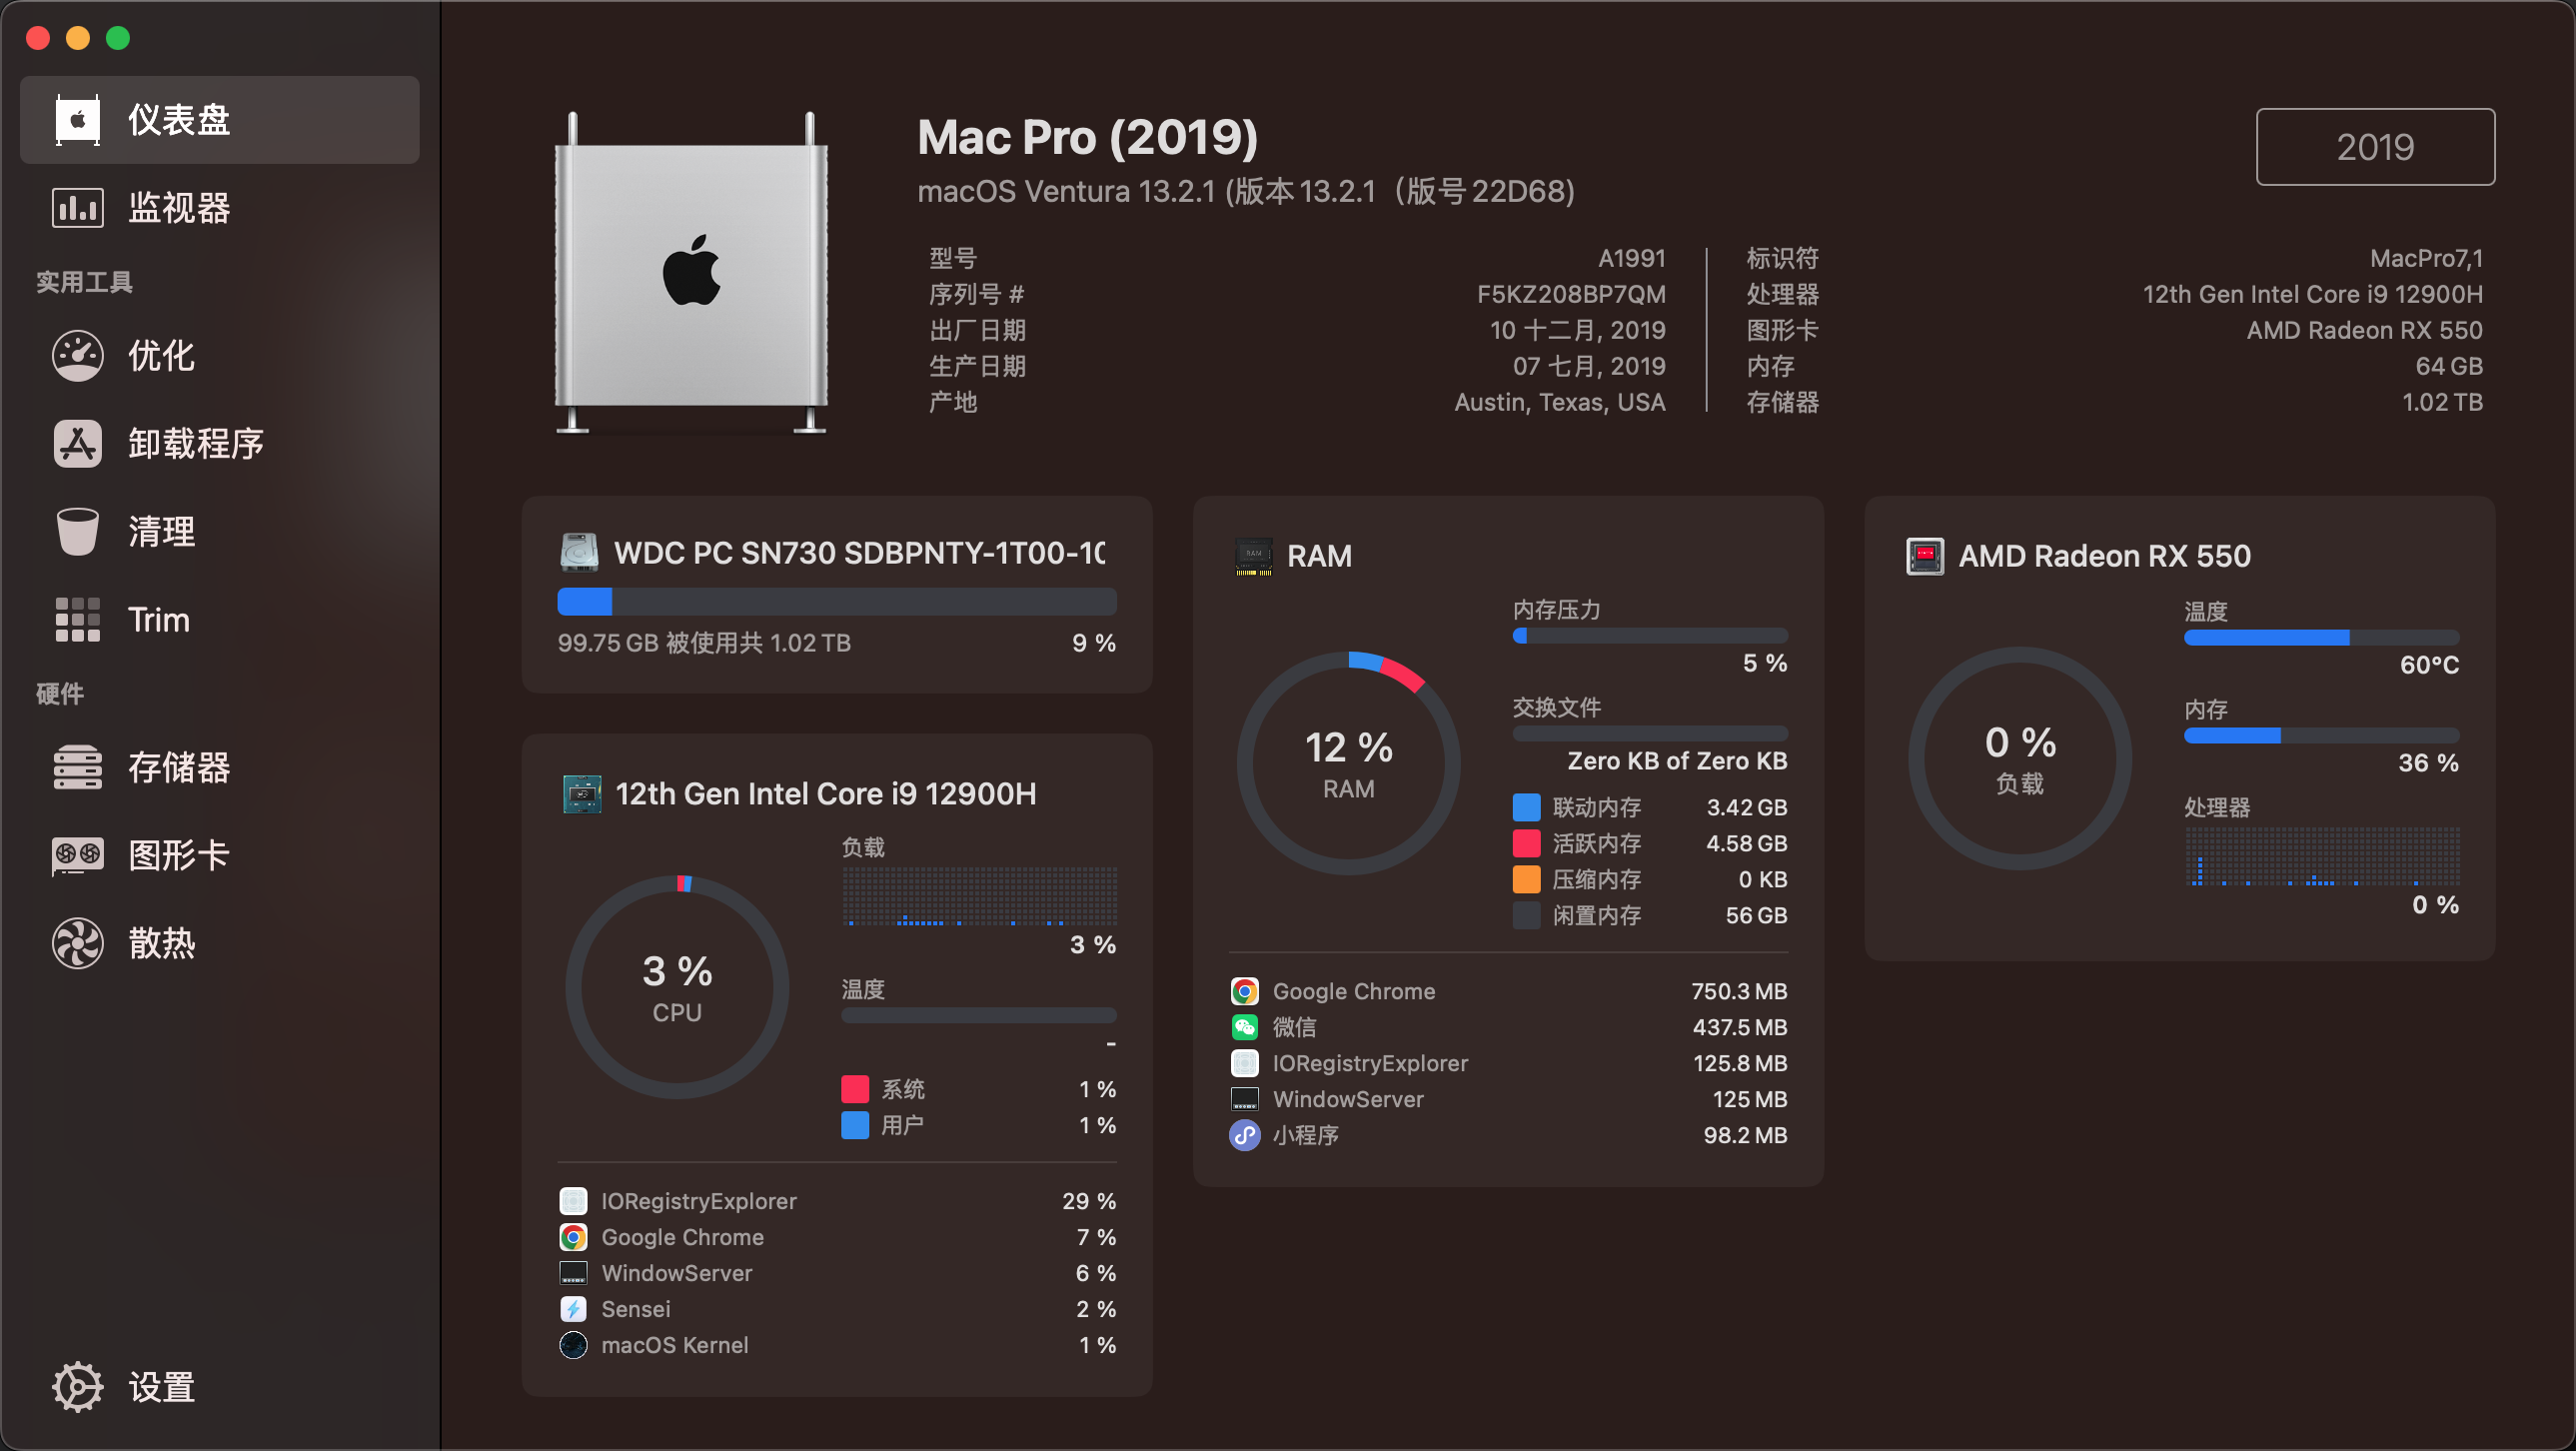 仪表盘
监视器
实用工具
优化
卸载程序
清理
Trim
硬件
存储器
图形卡
散热
设置
Mac Pro (2019)
macOS Ventura 13.2.1 (版本 13.2.1（版号 22D68)
2019
型号 A1991
序列号 # F5KZ208BP7QM
出厂日期 10 十二月, 2019
生产日期 07 七月, 2019
产地 Austin, Texas, USA
标识符 MacPro7,1
处理器 12th Gen Intel Core i9 12900H
图形卡 AMD Radeon RX 550
内存 64 GB
存储器 1.02 TB
WDC PC SN730 SDBPNTY-1T00-10
99.75 GB 被使用共 1.02 TB 9 %
12th Gen Intel Core i9 12900H
3 %
CPU
负载
3 %
温度
-
系统 1 %
用户 1 %
IORegistryExplorer 29 %
Google Chrome 7 %
WindowServer 6 %
Sensei 2 %
macOS Kernel 1 %
RAM
RAM
12 %
RAM
内存压力
5 %
交换文件
Zero KB of Zero KB
联动内存 3.42 GB
活跃内存 4.58 GB
压缩内存 0 KB
闲置内存 56 GB
Google Chrome 750.3 MB
微信 437.5 MB
IORegistryExplorer 125.8 MB
WindowServer 125 MB
小程序 98.2 MB
AMD Radeon RX 550
0 %
负载
温度
60°C
内存
36 %
处理器
0 %